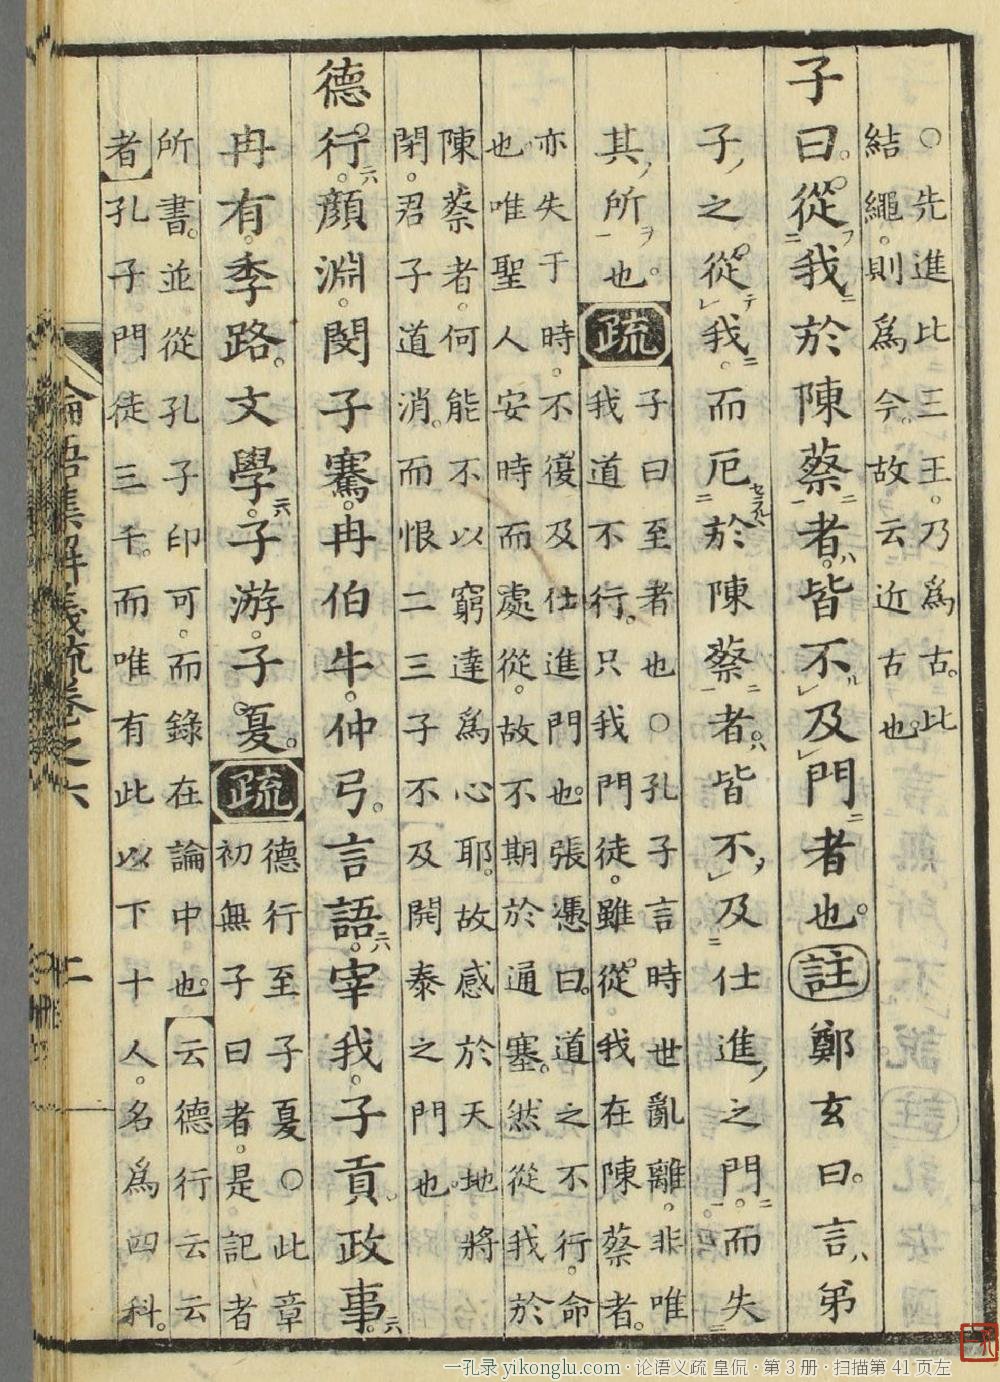 ○先進比三王乃爲古比
結繩則爲今故云近古也
子曰從我於陳蔡者皆不及門者也註鄭玄曰言弟
子之從我而厄於陳蔡者皆不及仕進之門而失
其所也疏
子曰至者也○孔子言時世亂離非唯
我道不行只我門徒雖從我在陳蔡者
亦失于時不復及仕進門也張憑曰道之不行命
也唯聖人安時而處從故不期於通塞然從我於
陳蔡者何能不以窮達爲心耶故感於天地將
閉君子道消而恨二三子不及開泰之門也
德行顏淵閔子騫冉伯牛仲弓言語宰我子貢政事
冉有季路文學子游子夏疏
德行至子夏○此章
初無子曰者是記者
所書並從孔子印可而錄在論中也云德行云云
者孔子門徒三千而唯有此以下十人名爲四科
論語集解義疏卷之六
二
一孔录 yikonglu.com · 论语义疏 皇侃 · 第 3 册 · 扫描第 41 页左